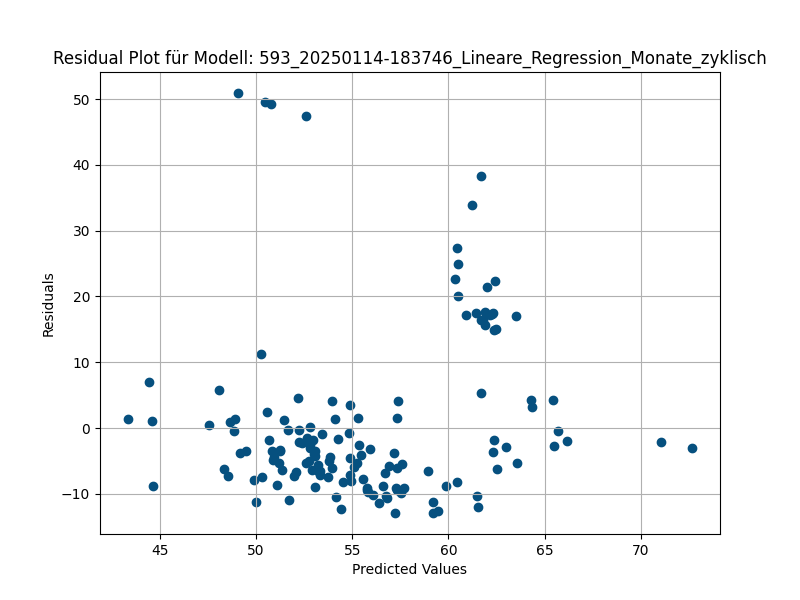 Residual Plot für Modell: 593_20250114-183746_Lineare_Regression_Monate_zyklisch
50
40
30
20
10
0
−10
Residuals
45 50 55 60 65 70
Predicted Values